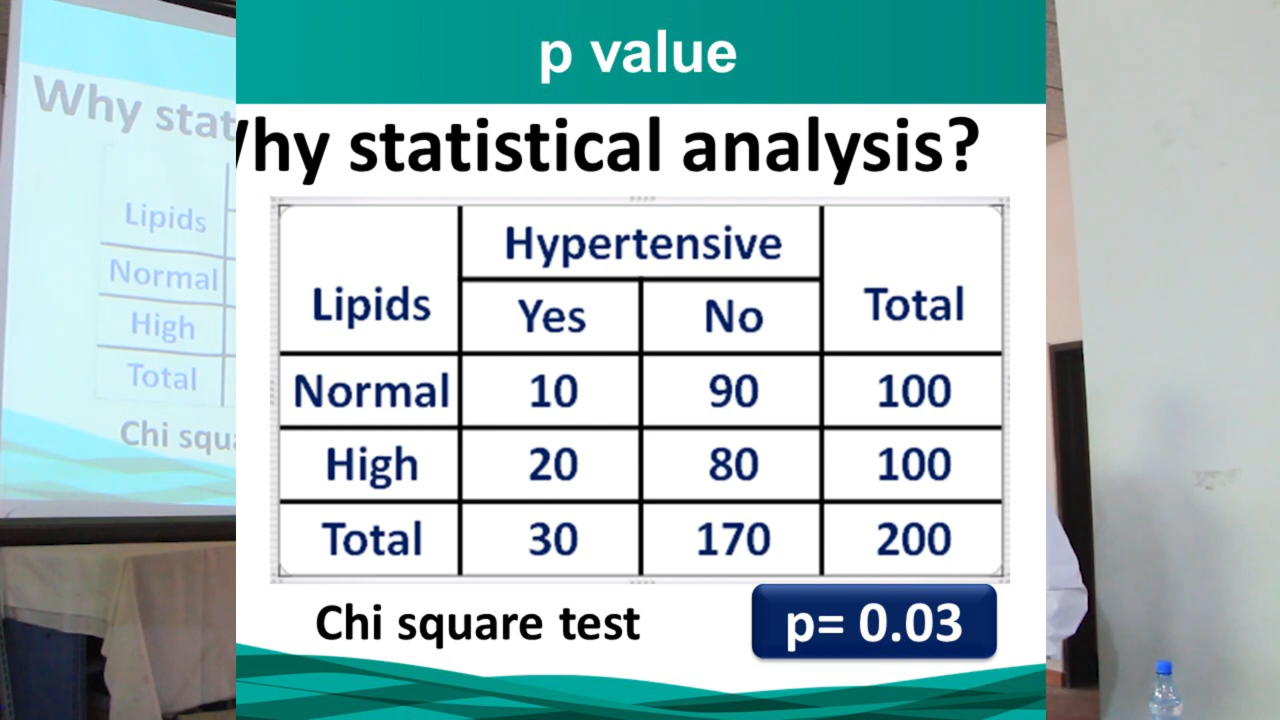 p value
Why stat
Why statistical analysis?
Lipids
Normal
High
Total
Chi squa
Hypertensive
Lipids Yes No Total
Normal 10 90 100
High 20 80 100
Total 30 170 200
Chi square test p= 0.03